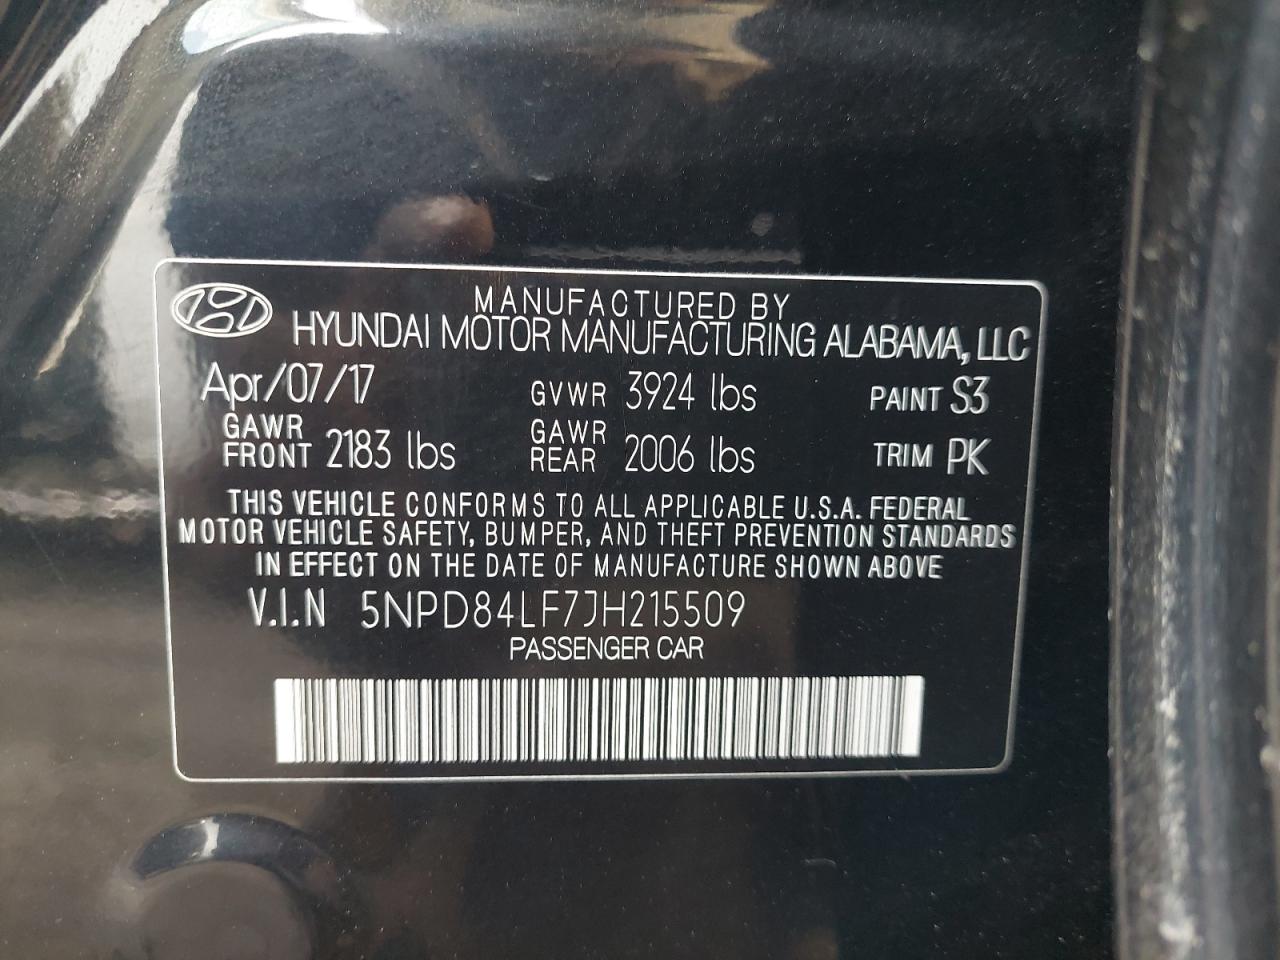 MANUFACTURED BY
HYUNDAI MOTOR MANUFACTURING ALABAMA, LLC
Apr/07/17 GVWR 3924 lbs PAINT S3
GAWR FRONT 2183 lbs GAWR REAR 2006 lbs TRIM PK
THIS VEHICLE CONFORMS TO ALL APPLICABLE U.S.A. FEDERAL
MOTOR VEHICLE SAFETY, BUMPER, AND THEFT PREVENTION STANDARDS
IN EFFECT ON THE DATE OF MANUFACTURE SHOWN ABOVE
V.I.N 5NPD84LF7JH215509
PASSENGER CAR